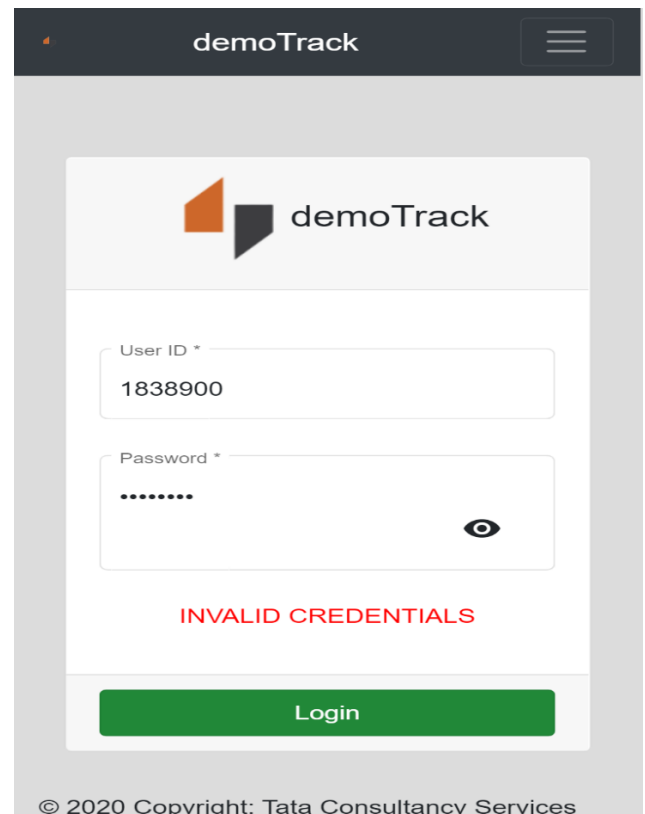 demoTrack
demoTrack
User ID *
1838900
Password *
••••••••
INVALID CREDENTIALS
Login
© 2020 Copyright: Tata Consultancy Services